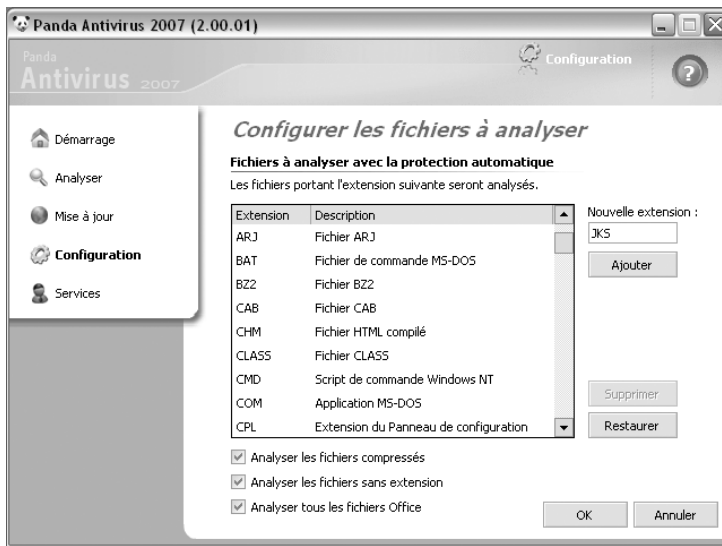 Panda Antivirus 2007 (2.00.01)
Panda
Antivirus 2007
Configuration
?
Démarrage
Analyser
Mise à jour
Configuration
Services
Configurer les fichiers à analyser
Fichiers à analyser avec la protection automatique
Les fichiers portant l'extension suivante seront analysés.
Extension Description
ARJ Fichier ARJ
BAT Fichier de commande MS-DOS
BZ2 Fichier BZ2
CAB Fichier CAB
CHM Fichier HTML compilé
CLASS Fichier CLASS
CMD Script de commande Windows NT
COM Application MS-DOS
CPL Extension du Panneau de configuration
Nouvelle extension :
JKS
Ajouter
Supprimer
Restaurer
Analyser les fichiers compressés
Analyser les fichiers sans extension
Analyser tous les fichiers Office
OK Annuler